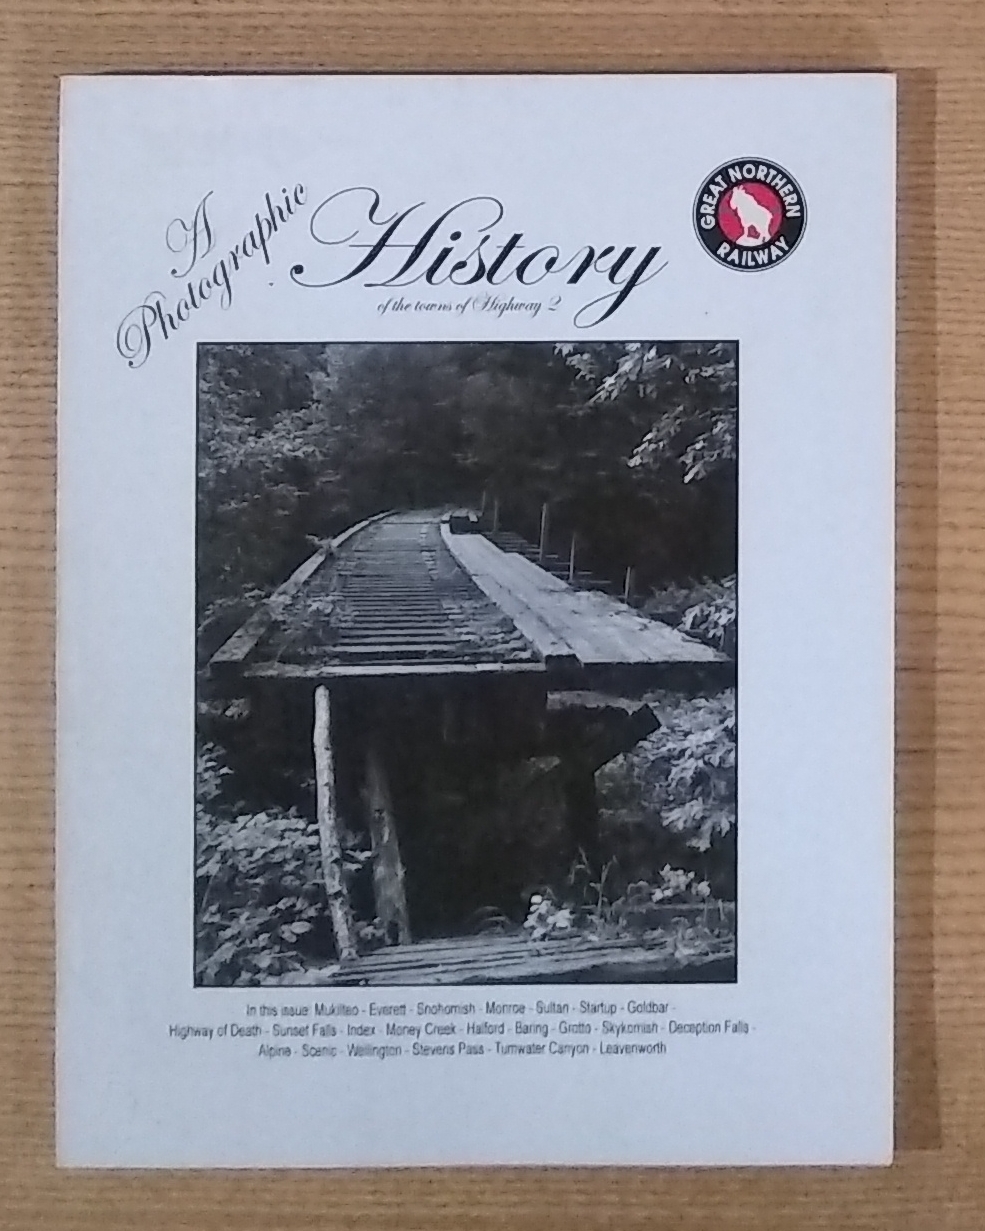 A
Photographic
History
of the towns of Highway 2
GREAT NORTHERN
RAILWAY
In this issue: Mukilteo - Everett - Snohomish - Monroe - Sultan - Startup - Goldbar -
Highway of Death - Sunset Falls - Index - Money Creek - Halford - Baring - Grotto - Skykomish - Deception Falls -
Alpine - Scenic - Wellington - Stevens Pass - Tumwater Canyon - Leavenworth